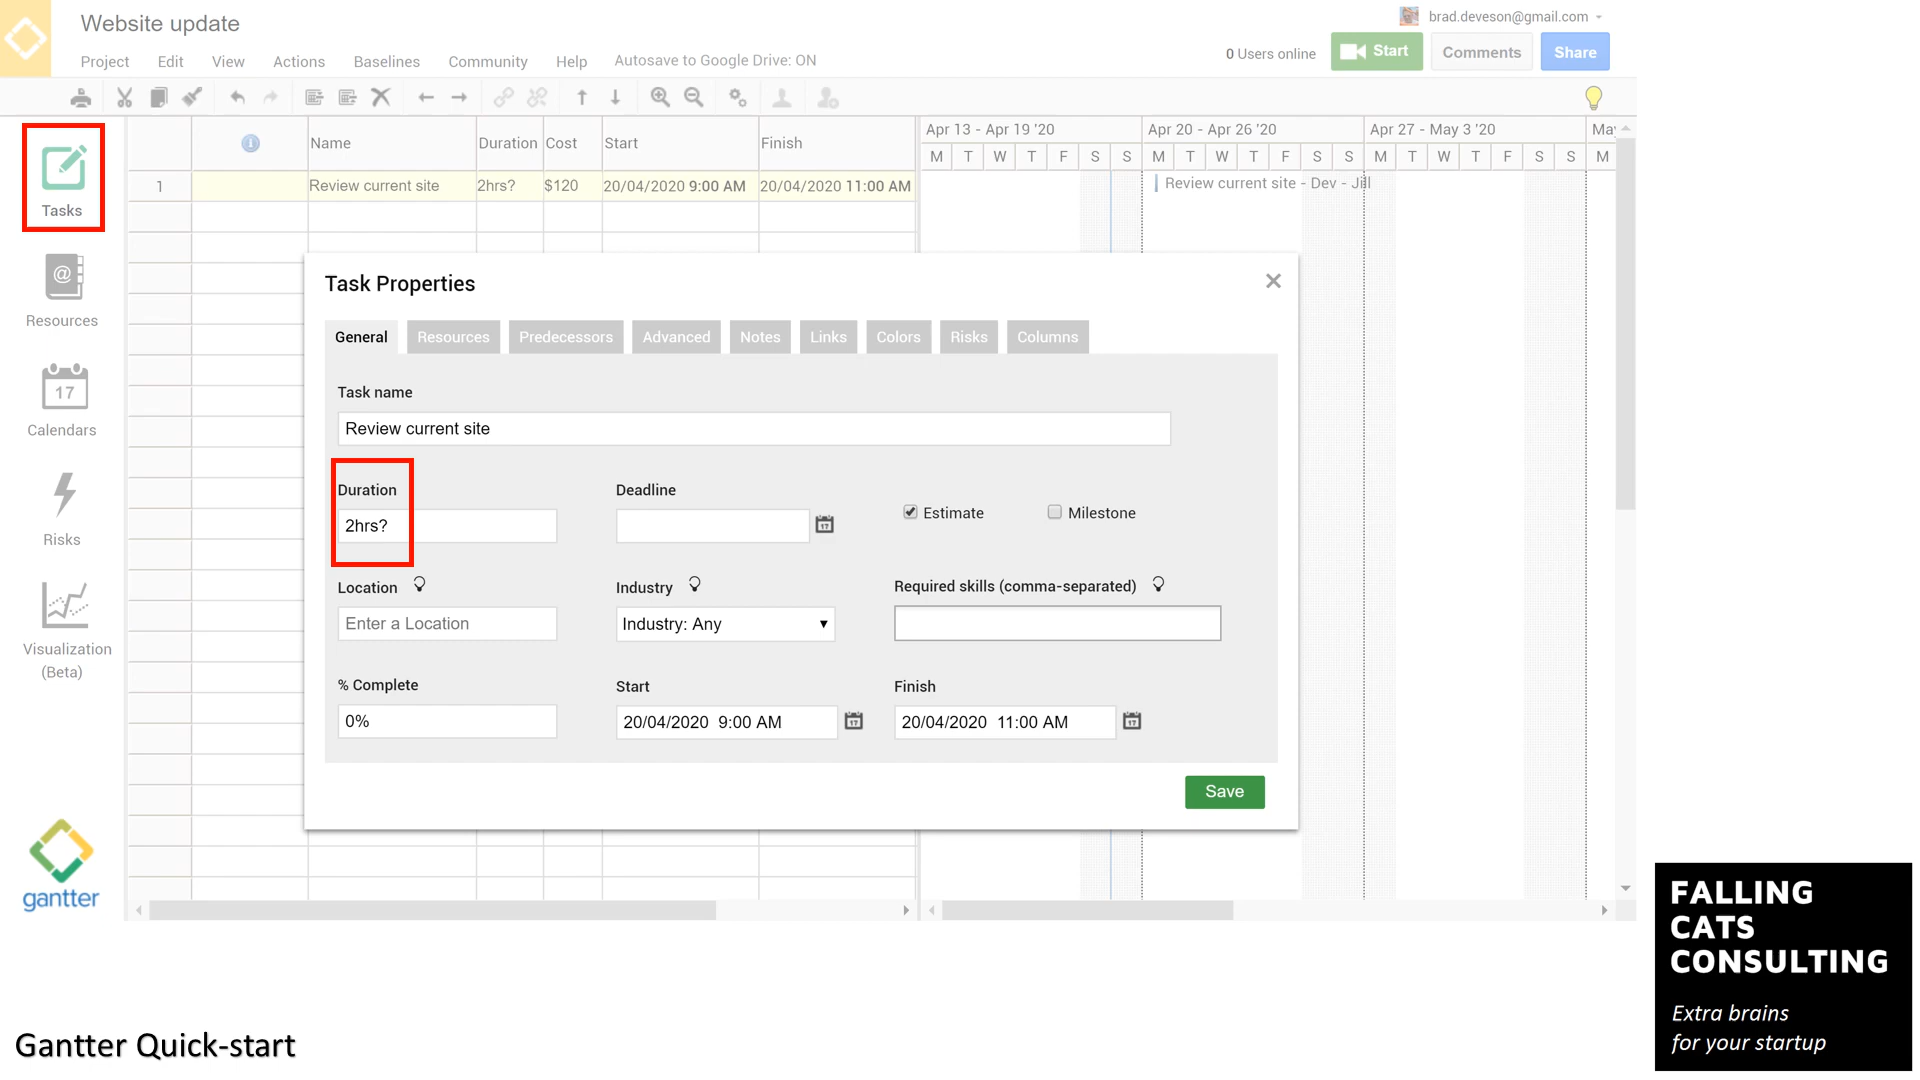 Website update
brad.deveson@gmail.com
Project Edit View Actions Baselines Community Help Autosave to Google Drive: ON
0 Users online Start Comments Share
Name Duration Cost Start Finish
Apr 13 - Apr 19 '20 Apr 20 - Apr 26 '20 Apr 27 - May 3 '20 May
M T W T F S S M T W T F S S M T W T F S S M
1 Review current site 2hrs? $120 20/04/2020 9:00 AM 20/04/2020 11:00 AM
Review current site - Dev - Jill
Tasks
@
Resources
17
Calendars
Risks
Visualization
(Beta)
gantter
Task Properties
General Resources Predecessors Advanced Notes Links Colors Risks Columns
Task name
Review current site
Duration Deadline
2hrs? 17 Estimate Milestone
Location Industry Required skills (comma-separated)
Enter a Location Industry: Any
% Complete Start Finish
0% 20/04/2020 9:00 AM 17 20/04/2020 11:00 AM 17
Save
FALLING
CATS
CONSULTING
Extra brains
for your startup
Gantter Quick-start